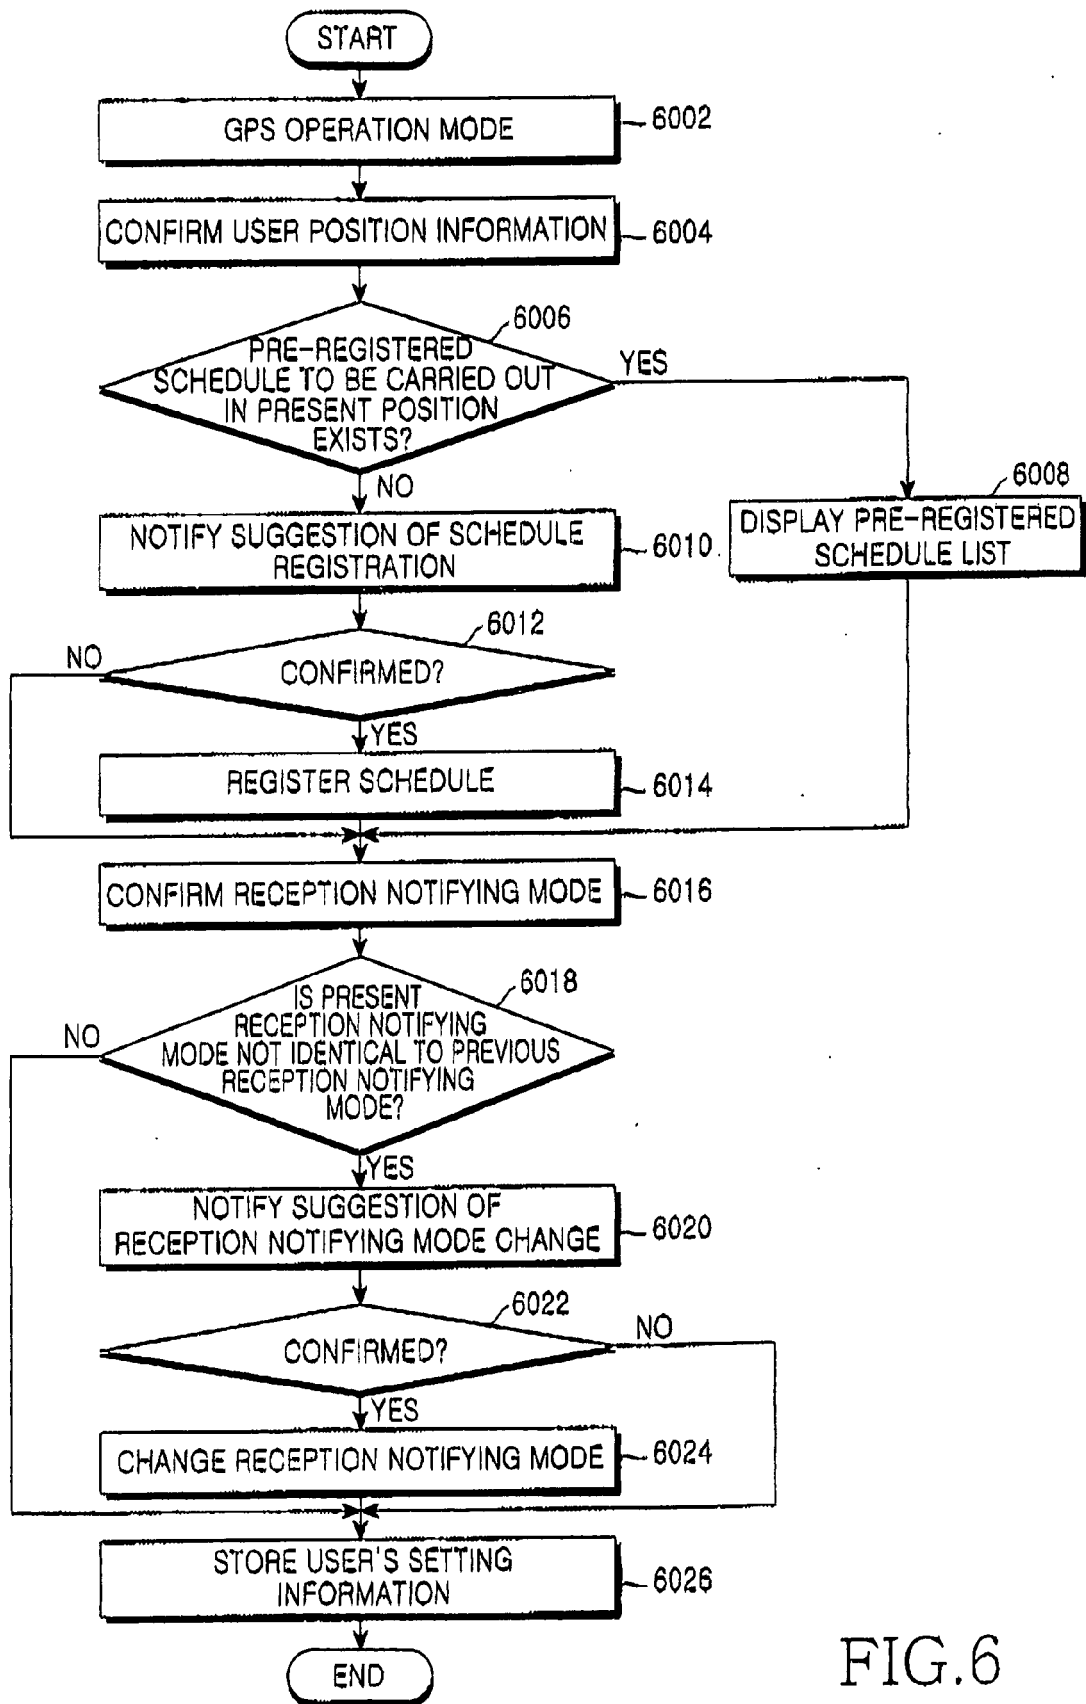 START
GPS OPERATION MODE
6002
CONFIRM USER POSITION INFORMATION
6004
6006
PRE-REGISTERED
SCHEDULE TO BE CARRIED OUT
IN PRESENT POSITION
EXISTS?
YES
NO
6008
DISPLAY PRE-REGISTERED
SCHEDULE LIST
NOTIFY SUGGESTION OF SCHEDULE
REGISTRATION
6010
6012
NO
CONFIRMED?
YES
REGISTER SCHEDULE
6014
CONFIRM RECEPTION NOTIFYING MODE
6016
6018
IS PRESENT
RECEPTION NOTIFYING
MODE NOT IDENTICAL TO PREVIOUS
RECEPTION NOTIFYING
MODE?
NO
YES
NOTIFY SUGGESTION OF
RECEPTION NOTIFYING MODE CHANGE
6020
6022
CONFIRMED?
NO
YES
CHANGE RECEPTION NOTIFYING MODE
6024
STORE USER'S SETTING
INFORMATION
6026
END
FIG.6